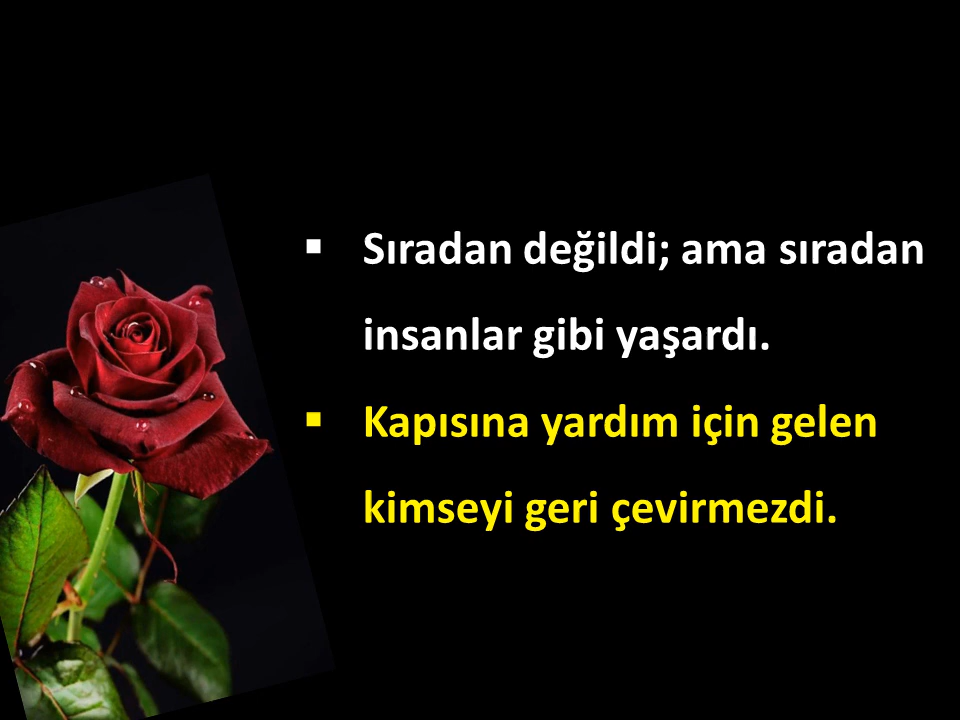 ▪ Sıradan değildi; ama sıradan
insanlar gibi yaşardı.
▪ Kapısına yardım için gelen
kimseyi geri çevirmezdi.